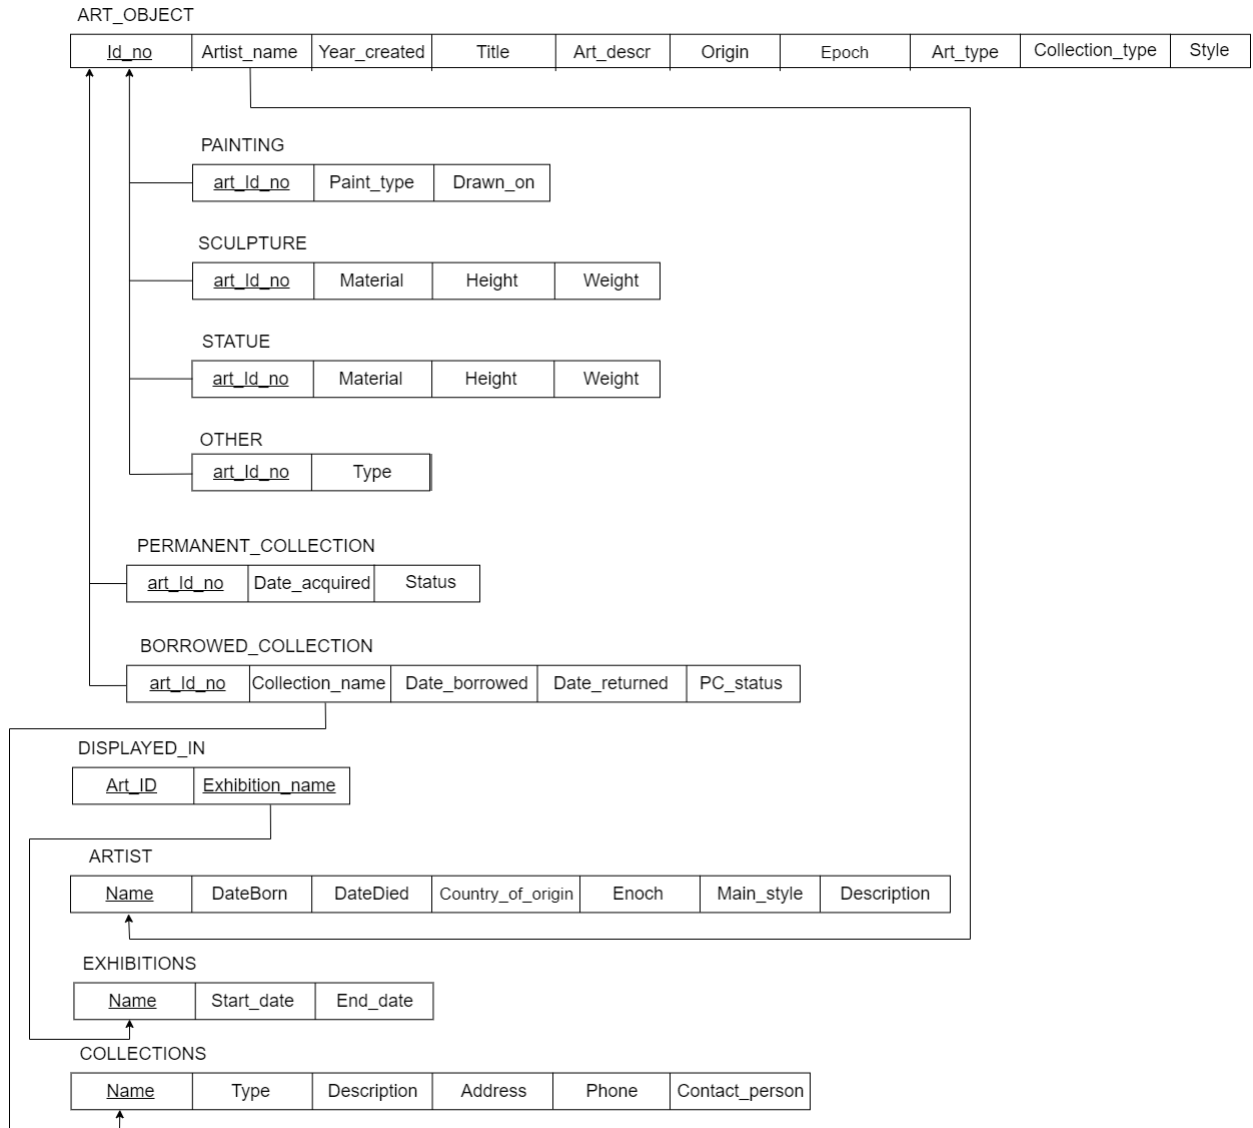 ART_OBJECT
Id_no Artist_name Year_created Title Art_descr Origin Epoch Art_type Collection_type Style
PAINTING
art_Id_no Paint_type Drawn_on
SCULPTURE
art_Id_no Material Height Weight
STATUE
art_Id_no Material Height Weight
OTHER
art_Id_no Type
PERMANENT_COLLECTION
art_Id_no Date_acquired Status
BORROWED_COLLECTION
art_Id_no Collection_name Date_borrowed Date_returned PC_status
DISPLAYED_IN
Art_ID Exhibition_name
ARTIST
Name DateBorn DateDied Country_of_origin Enoch Main_style Description
EXHIBITIONS
Name Start_date End_date
COLLECTIONS
Name Type Description Address Phone Contact_person